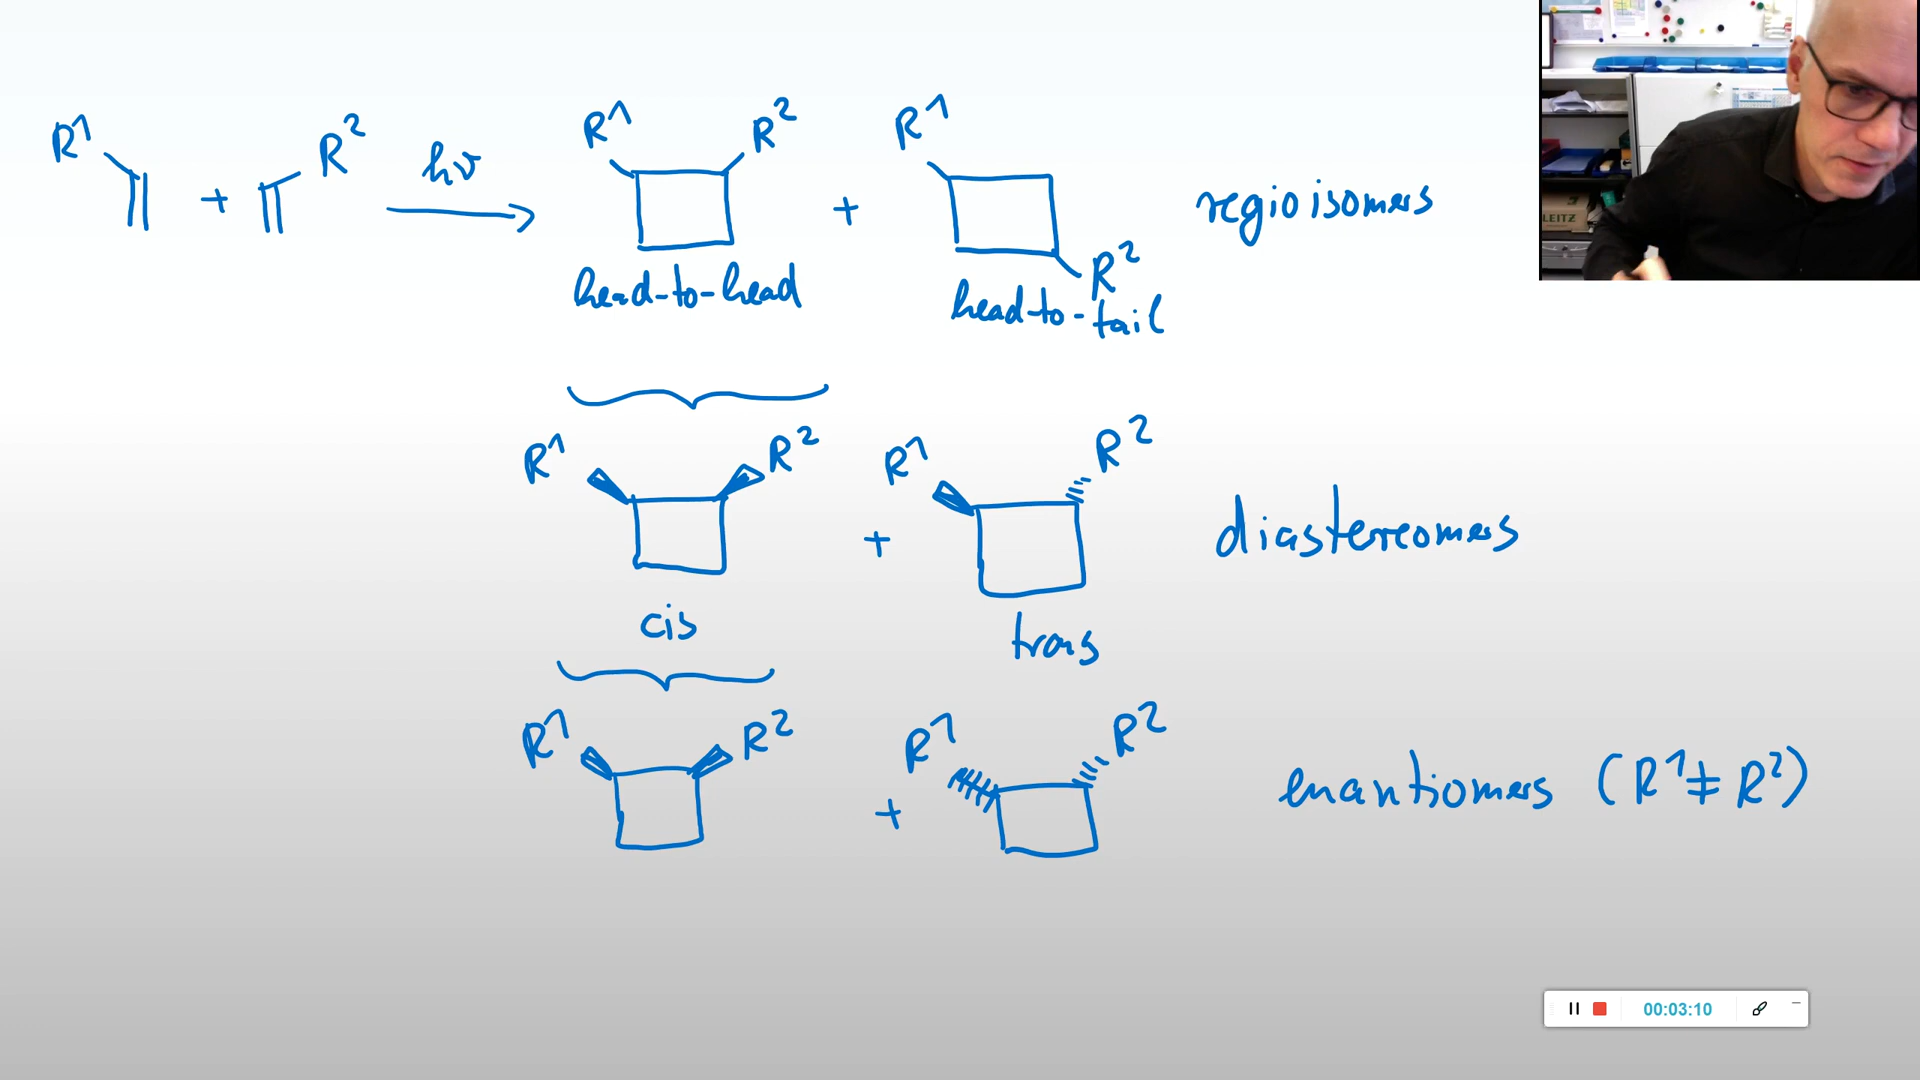 R¹ + R² hν R¹ R² + R¹ R² regioisomers
head-to-head head-to-tail
R¹ R² + R¹ R² diastereomers
cis trans
R¹ R² + R¹ R² enantiomers (R¹ ≠ R²)
LEITZ
00:03:10